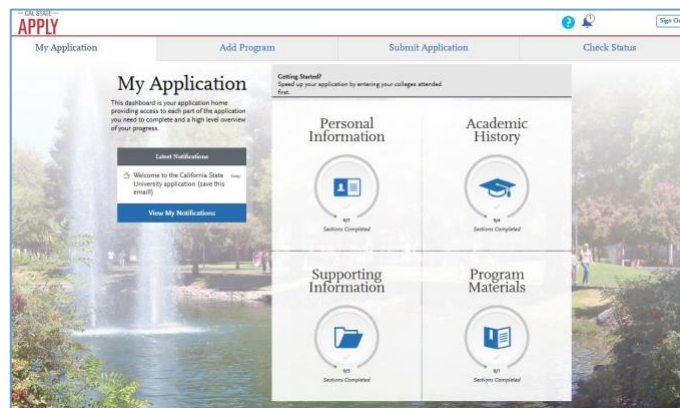 CAL STATE
APPLY
?
1
Sign Ou
My Application
Add Program
Submit Application
Check Status
My Application
This dashboard is your application home
providing access to each part of the application
you need to complete and a high level overview
of your progress.
Latest Notifications
Welcome to the California State
Today
University application (save this
email!)
View My Notifications
Getting Started?
Speed up your application by entering your colleges attended
first.
Personal
Information
Sections Completed
Academic
History
Sections Completed
Supporting
Information
Sections Completed
Program
Materials
0/1
Sections Completed